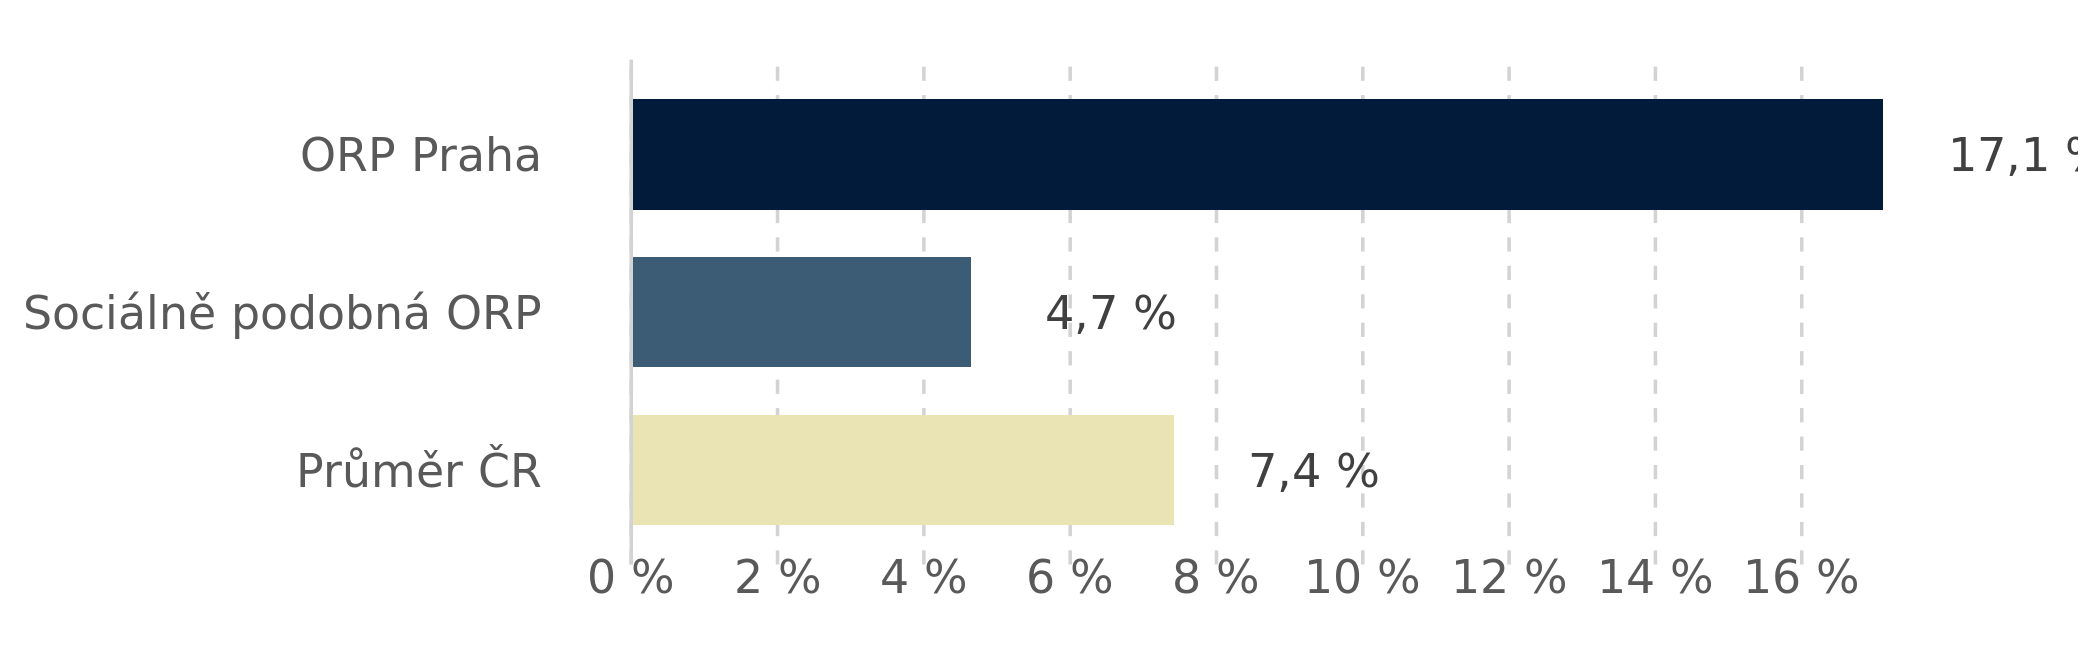 ORP Praha 17,1 %
Sociálně podobná ORP 4,7 %
Průměr ČR 7,4 %
0 % 2 % 4 % 6 % 8 % 10 % 12 % 14 % 16 %